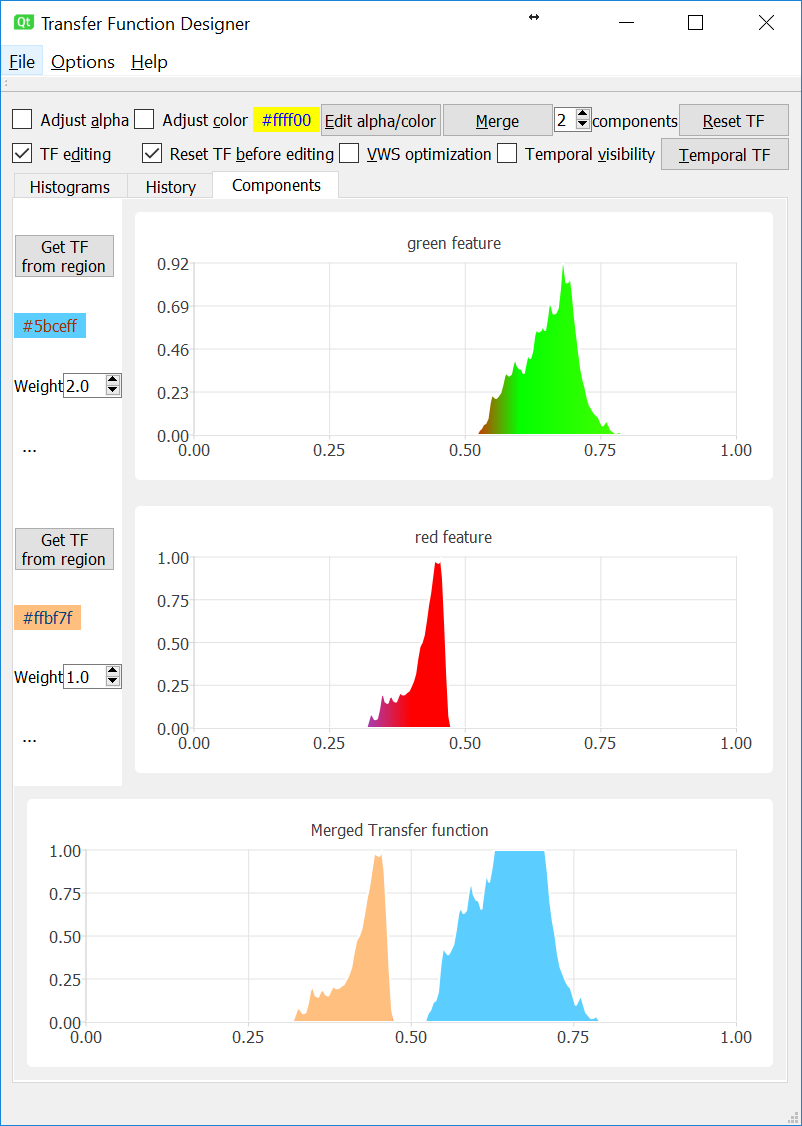 Qt Transfer Function Designer
File Options Help
Adjust alpha Adjust color #ffff00 Edit alpha/color Merge 2 components Reset TF
TF editing Reset TF before editing VWS optimization Temporal visibility Temporal TF
Histograms History Components
Get TF
from region
#5bceff
Weight 2.0
...
green feature
0.92
0.69
0.46
0.23
0.00
0.00 0.25 0.50 0.75 1.00
Get TF
from region
#ffbf7f
Weight 1.0
...
red feature
1.00
0.75
0.50
0.25
0.00
0.00 0.25 0.50 0.75 1.00
Merged Transfer function
1.00
0.75
0.50
0.25
0.00
0.00 0.25 0.50 0.75 1.00